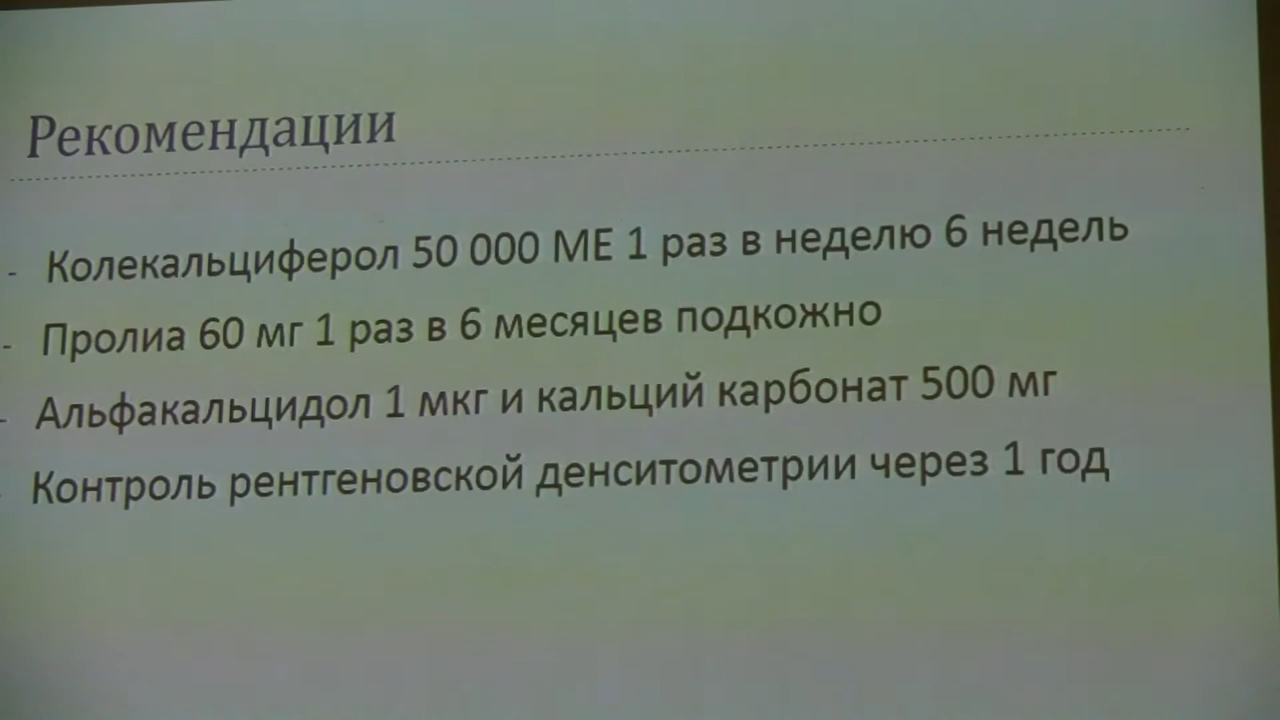 Рекомендации
- Колекальциферол 50 000 МЕ 1 раз в неделю 6 недель
- Пролиа 60 мг 1 раз в 6 месяцев подкожно
- Альфакальцидол 1 мкг и кальций карбонат 500 мг
- Контроль рентгеновской денситометрии через 1 год